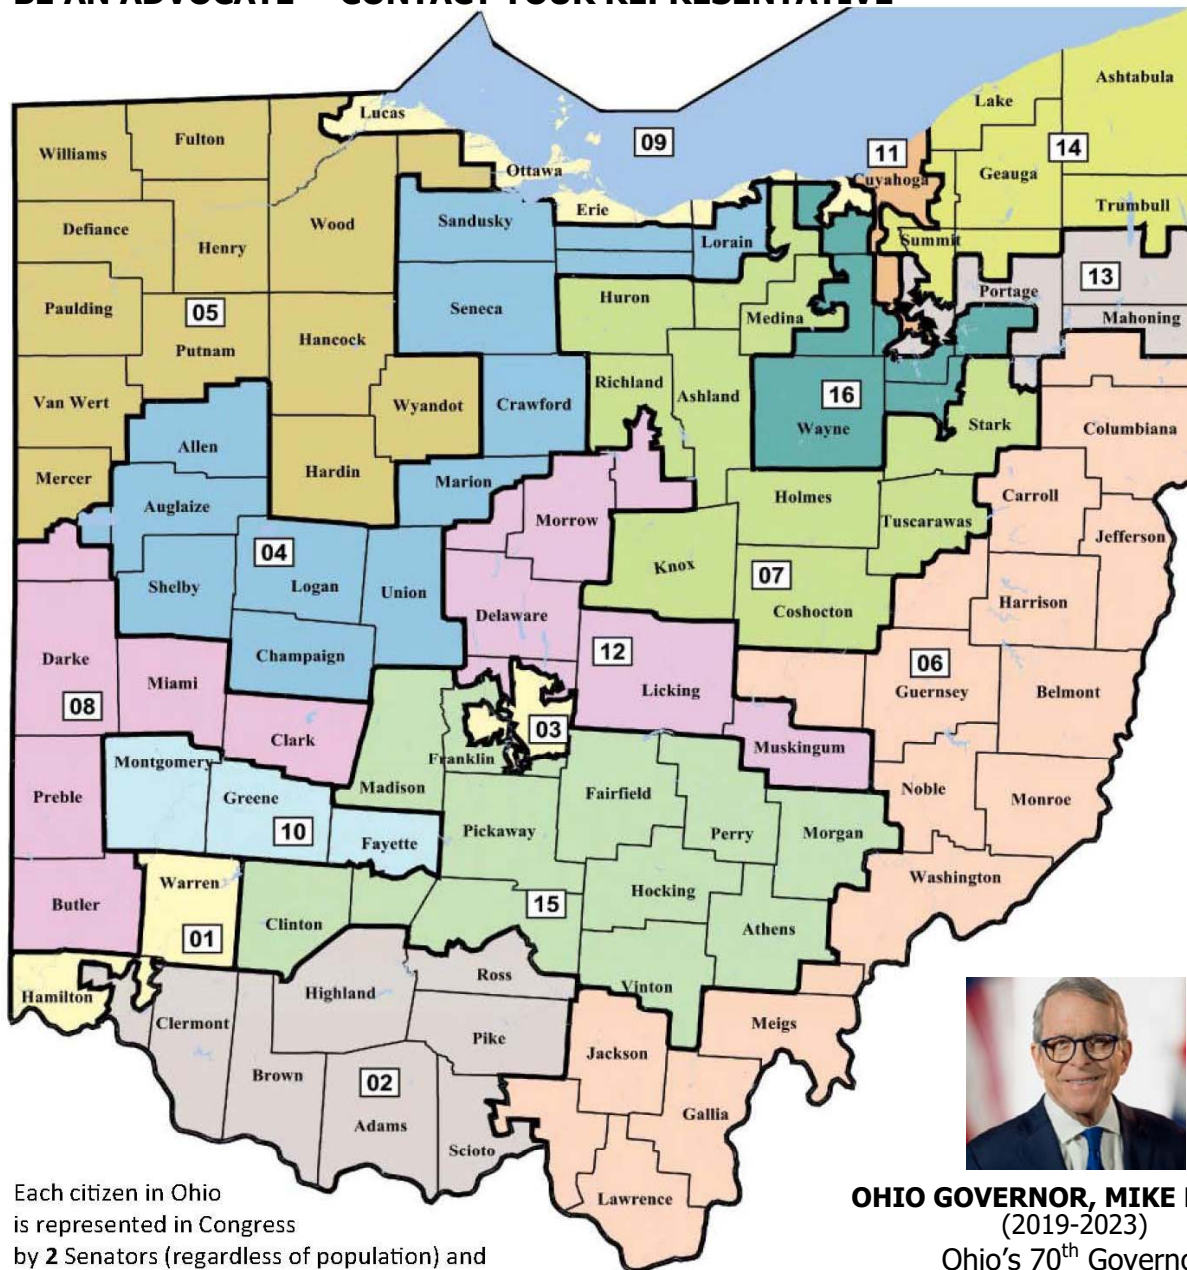 BE AN ADVOCATE – CONTACT YOUR REPRESENTATIVE
Ashtabula
Lake
Lucas
Fulton
09
11
14
Williams
Cuyahoga
Geauga
Ottawa
Erie
Trumbull
Sandusky
Wood
Defiance
Henry
Lorain
Summit
13
Portage
Huron
Paulding
05
Seneca
Medina
Mahoning
Hancock
Putnam
Richland
Ashland
16
Van Wert
Wyandot
Crawford
Wayne
Stark
Columbiana
Allen
Mercer
Hardin
Marion
Holmes
Carroll
Auglaize
Morrow
Tuscarawas
Jefferson
04
Knox
07
Shelby
Logan
Union
Harrison
Delaware
Coshocton
Champaign
12
06
Darke
Miami
Licking
Guernsey
Belmont
08
03
Clark
Muskingum
Franklin
Montgomery
Madison
Noble
Preble
Greene
Fairfield
Monroe
10
Pickaway
Perry
Morgan
Fayette
Warren
Washington
Hocking
Butler
15
Clinton
Athens
01
Ross
Vinton
Hamilton
Highland
Clermont
Meigs
Pike
Jackson
Brown
02
Gallia
Adams
Scioto
Lawrence
Each citizen in Ohio
is represented in Congress
by 2 Senators (regardless of population) and
OHIO GOVERNOR, MIKE
(2019-2023)
Ohio's 70th